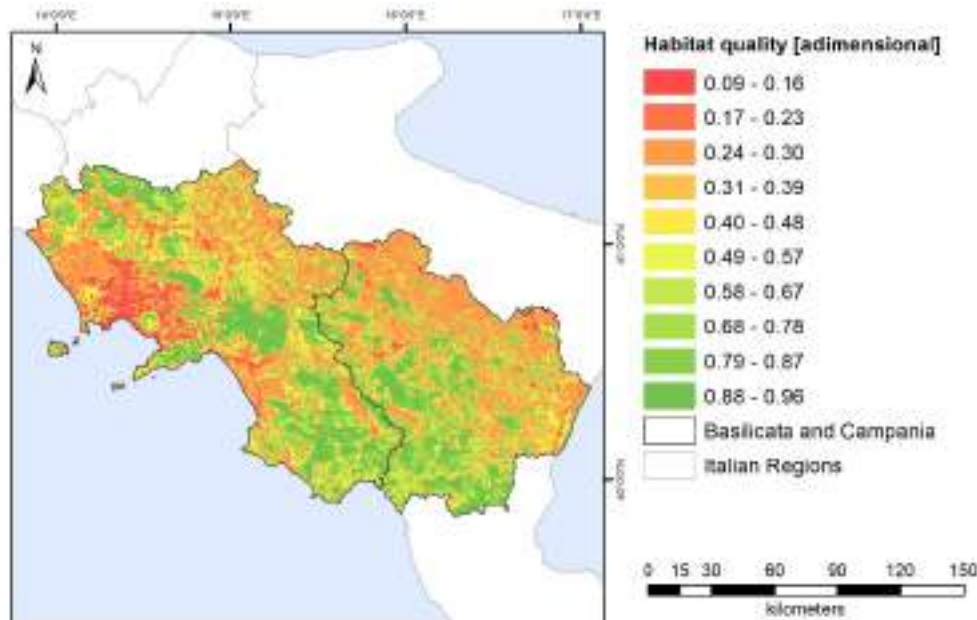 N
Habitat quality [adimensional]
0.09 - 0.16
0.17 - 0.23
0.24 - 0.30
0.31 - 0.39
0.40 - 0.48
0.49 - 0.57
0.58 - 0.67
0.68 - 0.78
0.79 - 0.87
0.88 - 0.96
Basilicata and Campania
Italian Regions
0 15 30 60 90 120 150
kilometers